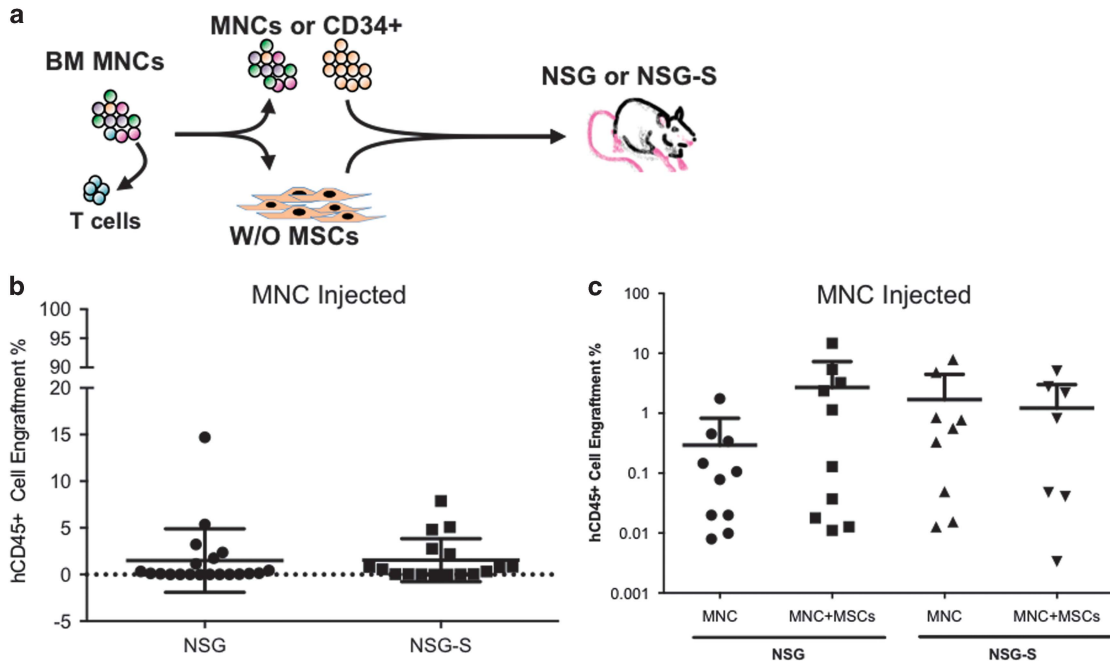 a
MNCs or CD34+
BM MNCs
NSG or NSG-S
T cells
W/O MSCs
b
MNC Injected
hCD45+ Cell Engraftment %
100
95
90
20
15
10
5
0
-5
NSG
NSG-S
c
MNC Injected
hCD45+ Cell Engraftment %
100
10
1
0.1
0.01
0.001
MNC
MNC+MSCs
MNC
MNC+MSCs
NSG
NSG-S